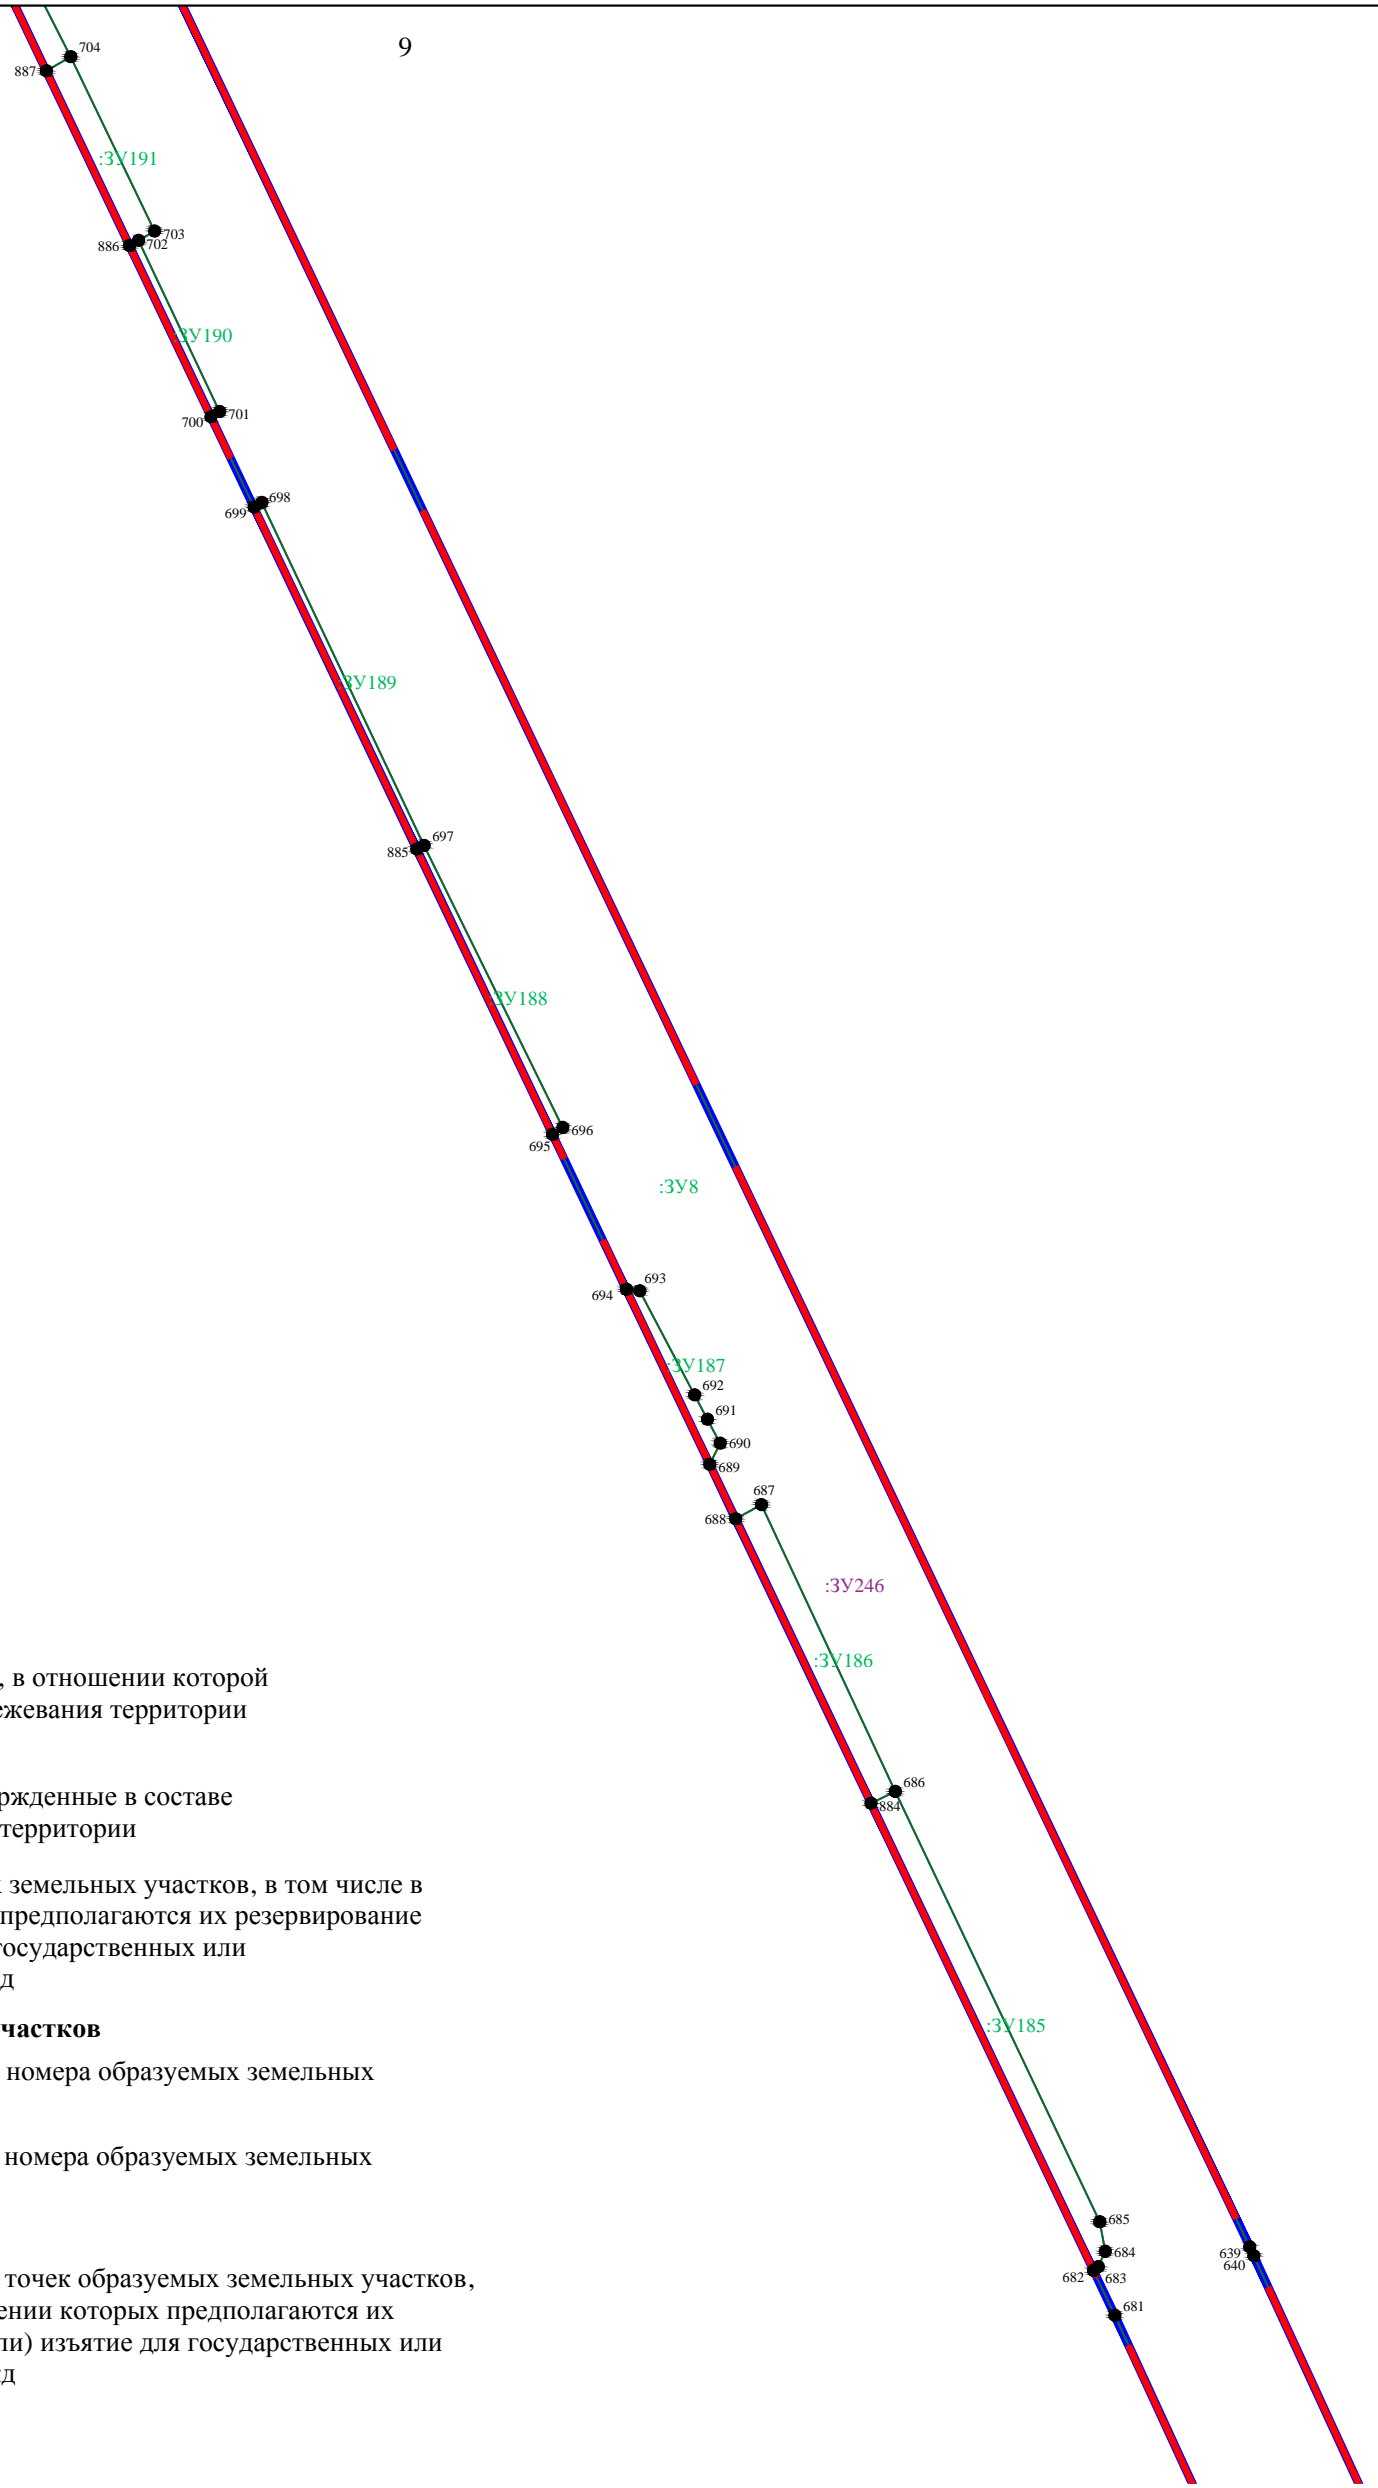 704
9
887
:ЗУ191
703
702
886
:ЗУ190
701
700
698
699
:ЗУ189
697
885
:ЗУ188
696
695
:ЗУ8
693
694
:ЗУ187
692
691
690
689
687
688
:ЗУ246
:ЗУ186
, в отношении которой
ежевания территории
686
884
ржденные в составе
территории
х земельных участков, в том числе в
предполагаются их резервирование
государственных или
д
:ЗУ185
участков
номера образуемых земельных
номера образуемых земельных
685
684
639
640
682
683
681
точек образуемых земельных участков,
ении которых предполагаются их
ли) изъятие для государственных или
д